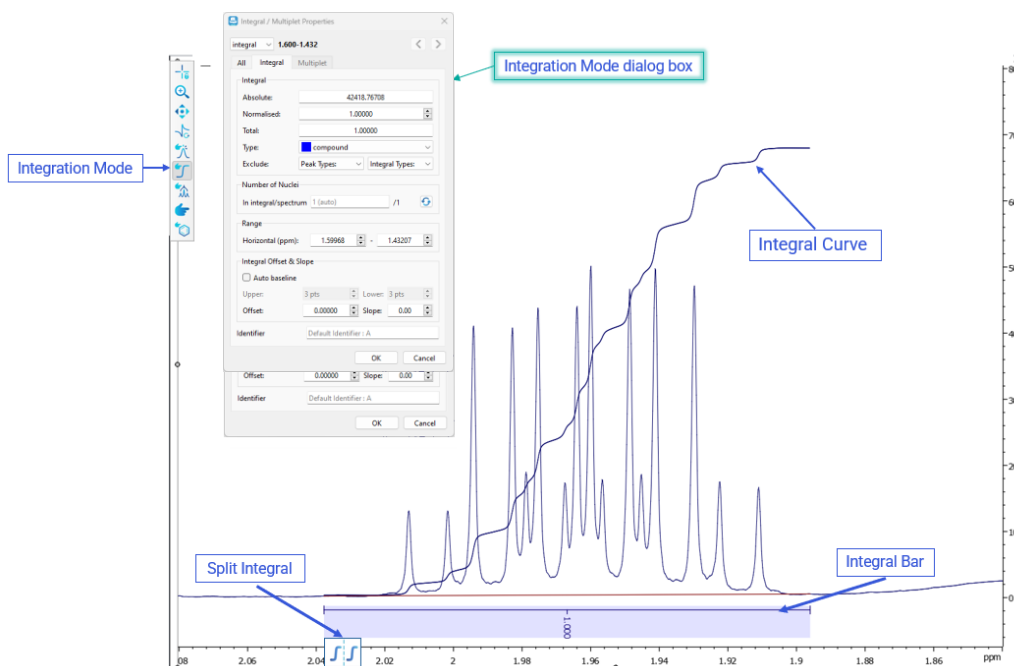 Integral / Multiplet Properties
integral 1.600-1.432
All Integral Multiplet
Integral
Absolute: 42418.76708
Normalised: 1.00000
Total: 1.00000
Type: compound
Exclude: Peak Types: Integral Types:
Number of Nuclei
In integral/spectrum 1 (auto) /1
Range
Horizontal (ppm): 1.59968 - 1.43207
Integral Offset & Slope
Auto baseline
Upper: 3 pts Lower: 3 pts
Offset: 0.00000 Slope: 0.00
Identifier Default Identifier : A
OK Cancel
Offset: 0.00000 Slope: 0.00
Identifier Default Identifier : A
OK Cancel
Integration Mode dialog box
Integration Mode
Integral Curve
Split Integral
Integral Bar
1.000
2.04 2.02 2 1.98 1.96 1.94 1.92 1.9 1.88 1.86 ppm